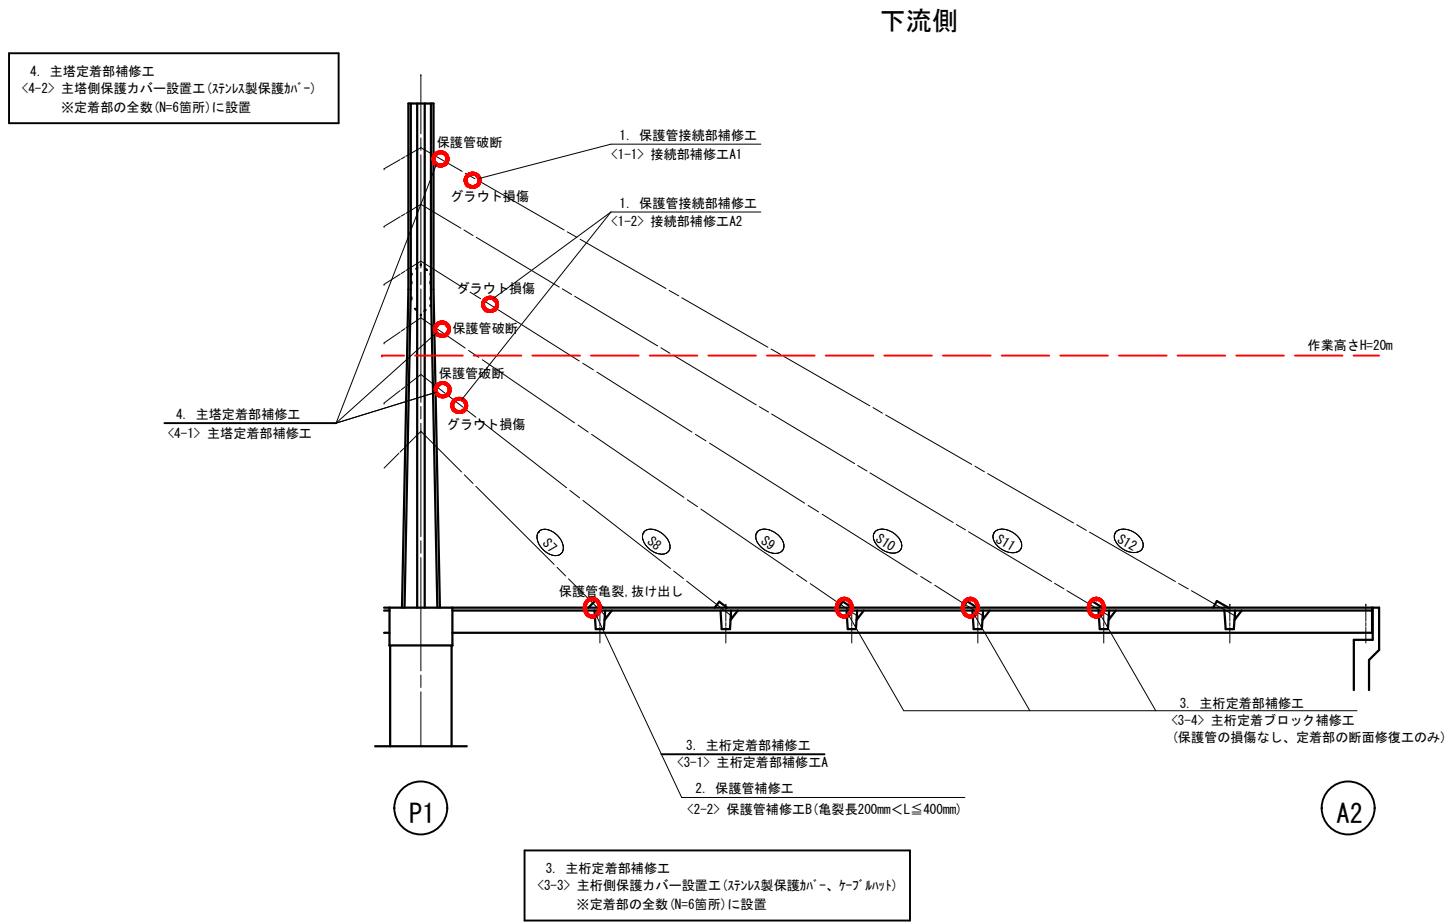 下流側
4. 主塔定着部補修工
<4-2> 主塔側保護カバー設置工(ｽﾃﾝﾚｽ製保護ｶﾊﾞｰ)
※定着部の全数(N=6箇所)に設置
保護管破断
1. 保護管接続部補修工
<1-1> 接続部補修工A1
グラウト損傷
1. 保護管接続部補修工
<1-2> 接続部補修工A2
グラウト損傷
保護管破断
作業高さH=20m
保護管破断
4. 主塔定着部補修工
<4-1> 主塔定着部補修工
グラウト損傷
S7
S8
S9
S10
S11
S12
保護管亀裂,抜け出し
3. 主桁定着部補修工
<3-4> 主桁定着ブロック補修工
(保護管の損傷なし、定着部の断面修復工のみ)
3. 主桁定着部補修工
<3-1> 主桁定着部補修工A
2. 保護管補修工
<2-2> 保護管補修工B(亀裂長200mm＜L≦400mm)
P1
A2
3. 主桁定着部補修工
<3-3> 主桁側保護カバー設置工(ｽﾃﾝﾚｽ製保護ｶﾊﾞｰ、ｹｰﾌﾞﾙﾊｯﾄ)
※定着部の全数(N=6箇所)に設置